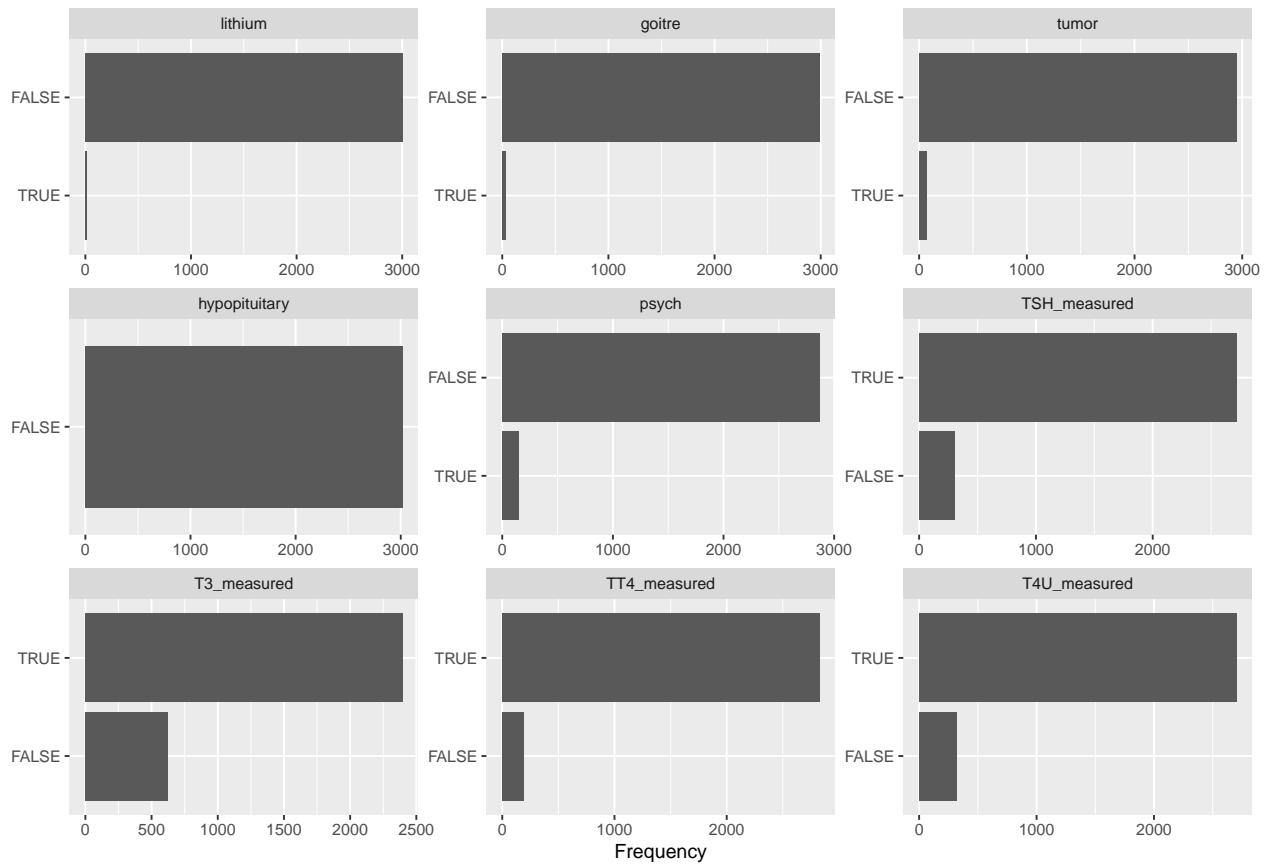 lithium
goitre
tumor
FALSE
TRUE
0 1000 2000 3000
FALSE
TRUE
0 1000 2000 3000
FALSE
TRUE
0 1000 2000 3000
hypopituitary
psych
TSH_measured
FALSE
0 1000 2000 3000
FALSE
TRUE
0 1000 2000 3000
TRUE
FALSE
0 1000 2000
T3_measured
TT4_measured
T4U_measured
TRUE
FALSE
0 500 1000 1500 2000 2500
TRUE
FALSE
0 1000 2000
TRUE
FALSE
0 1000 2000
Frequency